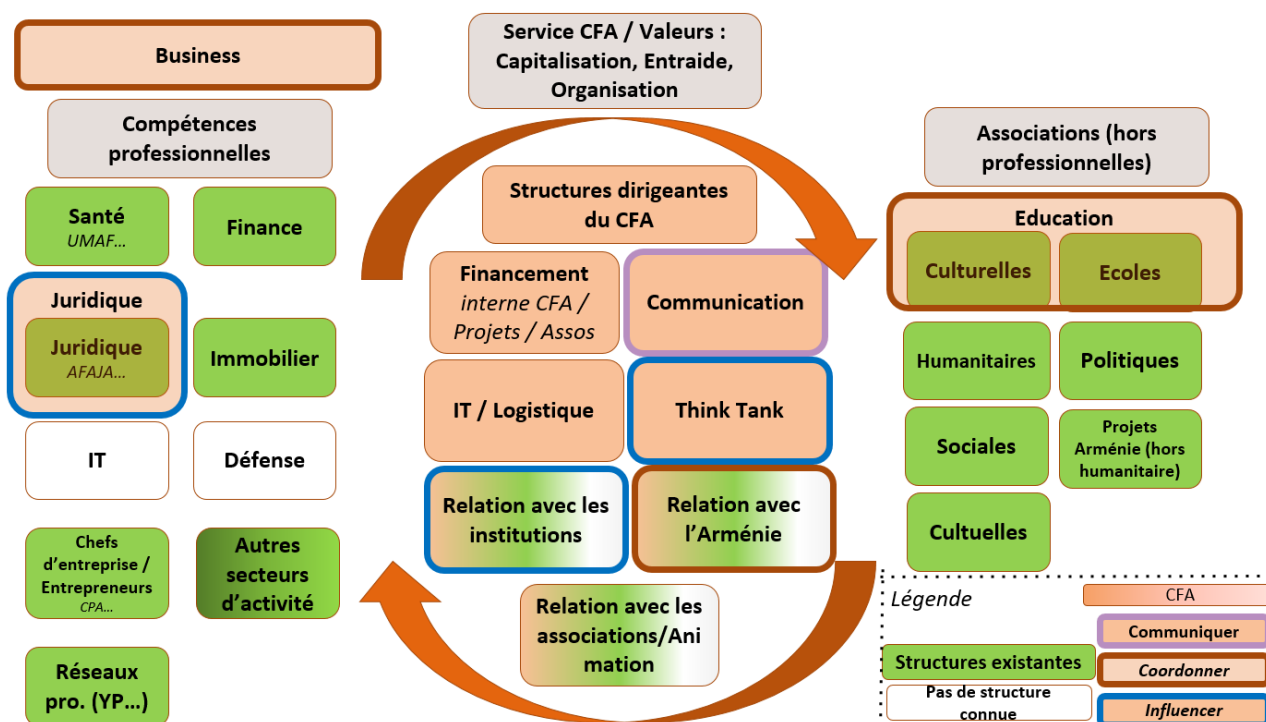 Business
Compétences
professionnelles
Santé
UMAF...
Finance
Juridique
Juridique
AFAJA...
Immobilier
IT
Défense
Chefs
d'entreprise /
Entrepreneurs
CPA...
Autres
secteurs
d'activité
Réseaux
pro. (YP...)
Service CFA / Valeurs :
Capitalisation, Entraide,
Organisation
Structures dirigeantes
du CFA
Financement
interne CFA /
Projets / Assos
Communication
IT / Logistique
Think Tank
Relation avec les
institutions
Relation avec
l'Arménie
Relation avec les
associations/Ani
mation
Associations (hors
professionnelles)
Education
Culturelles
Ecoles
Humanitaires
Politiques
Sociales
Projets
Arménie (hors
humanitaire)
Cultuelles
Légende
CFA
Communiquer
Structures existantes
Coordonner
Pas de structure
connue
Influencer